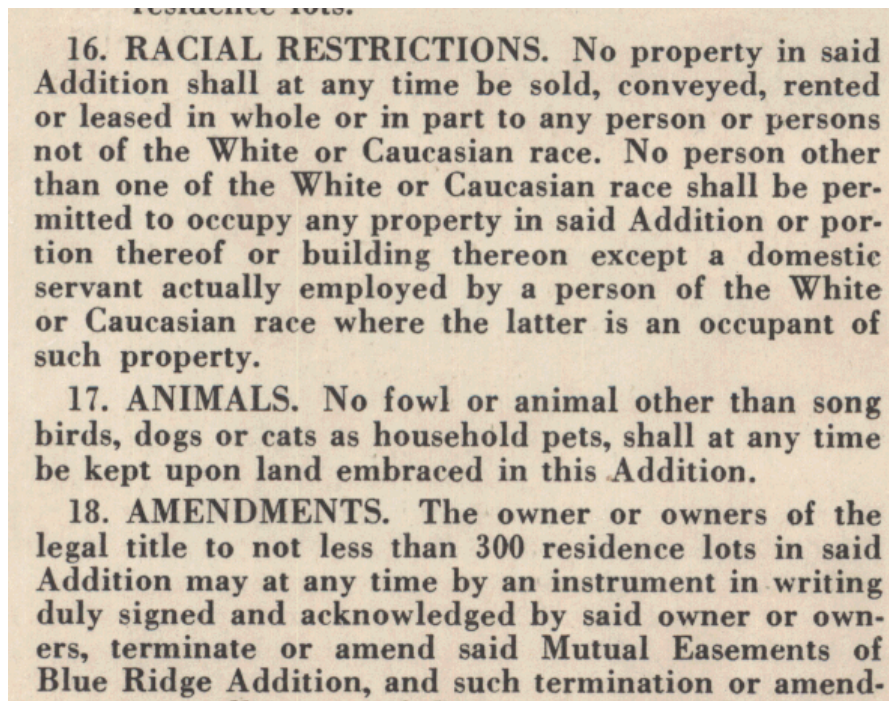 residence lots.
16. RACIAL RESTRICTIONS. No property in said
Addition shall at any time be sold, conveyed, rented
or leased in whole or in part to any person or persons
not of the White or Caucasian race. No person other
than one of the White or Caucasian race shall be per-
mitted to occupy any property in said Addition or por-
tion thereof or building thereon except a domestic
servant actually employed by a person of the White
or Caucasian race where the latter is an occupant of
such property.
17. ANIMALS. No fowl or animal other than song
birds, dogs or cats as household pets, shall at any time
be kept upon land embraced in this Addition.
18. AMENDMENTS. The owner or owners of the
legal title to not less than 300 residence lots in said
Addition may at any time by an instrument in writing
duly signed and acknowledged by said owner or own-
ers, terminate or amend said Mutual Easements of
Blue Ridge Addition, and such termination or amend-